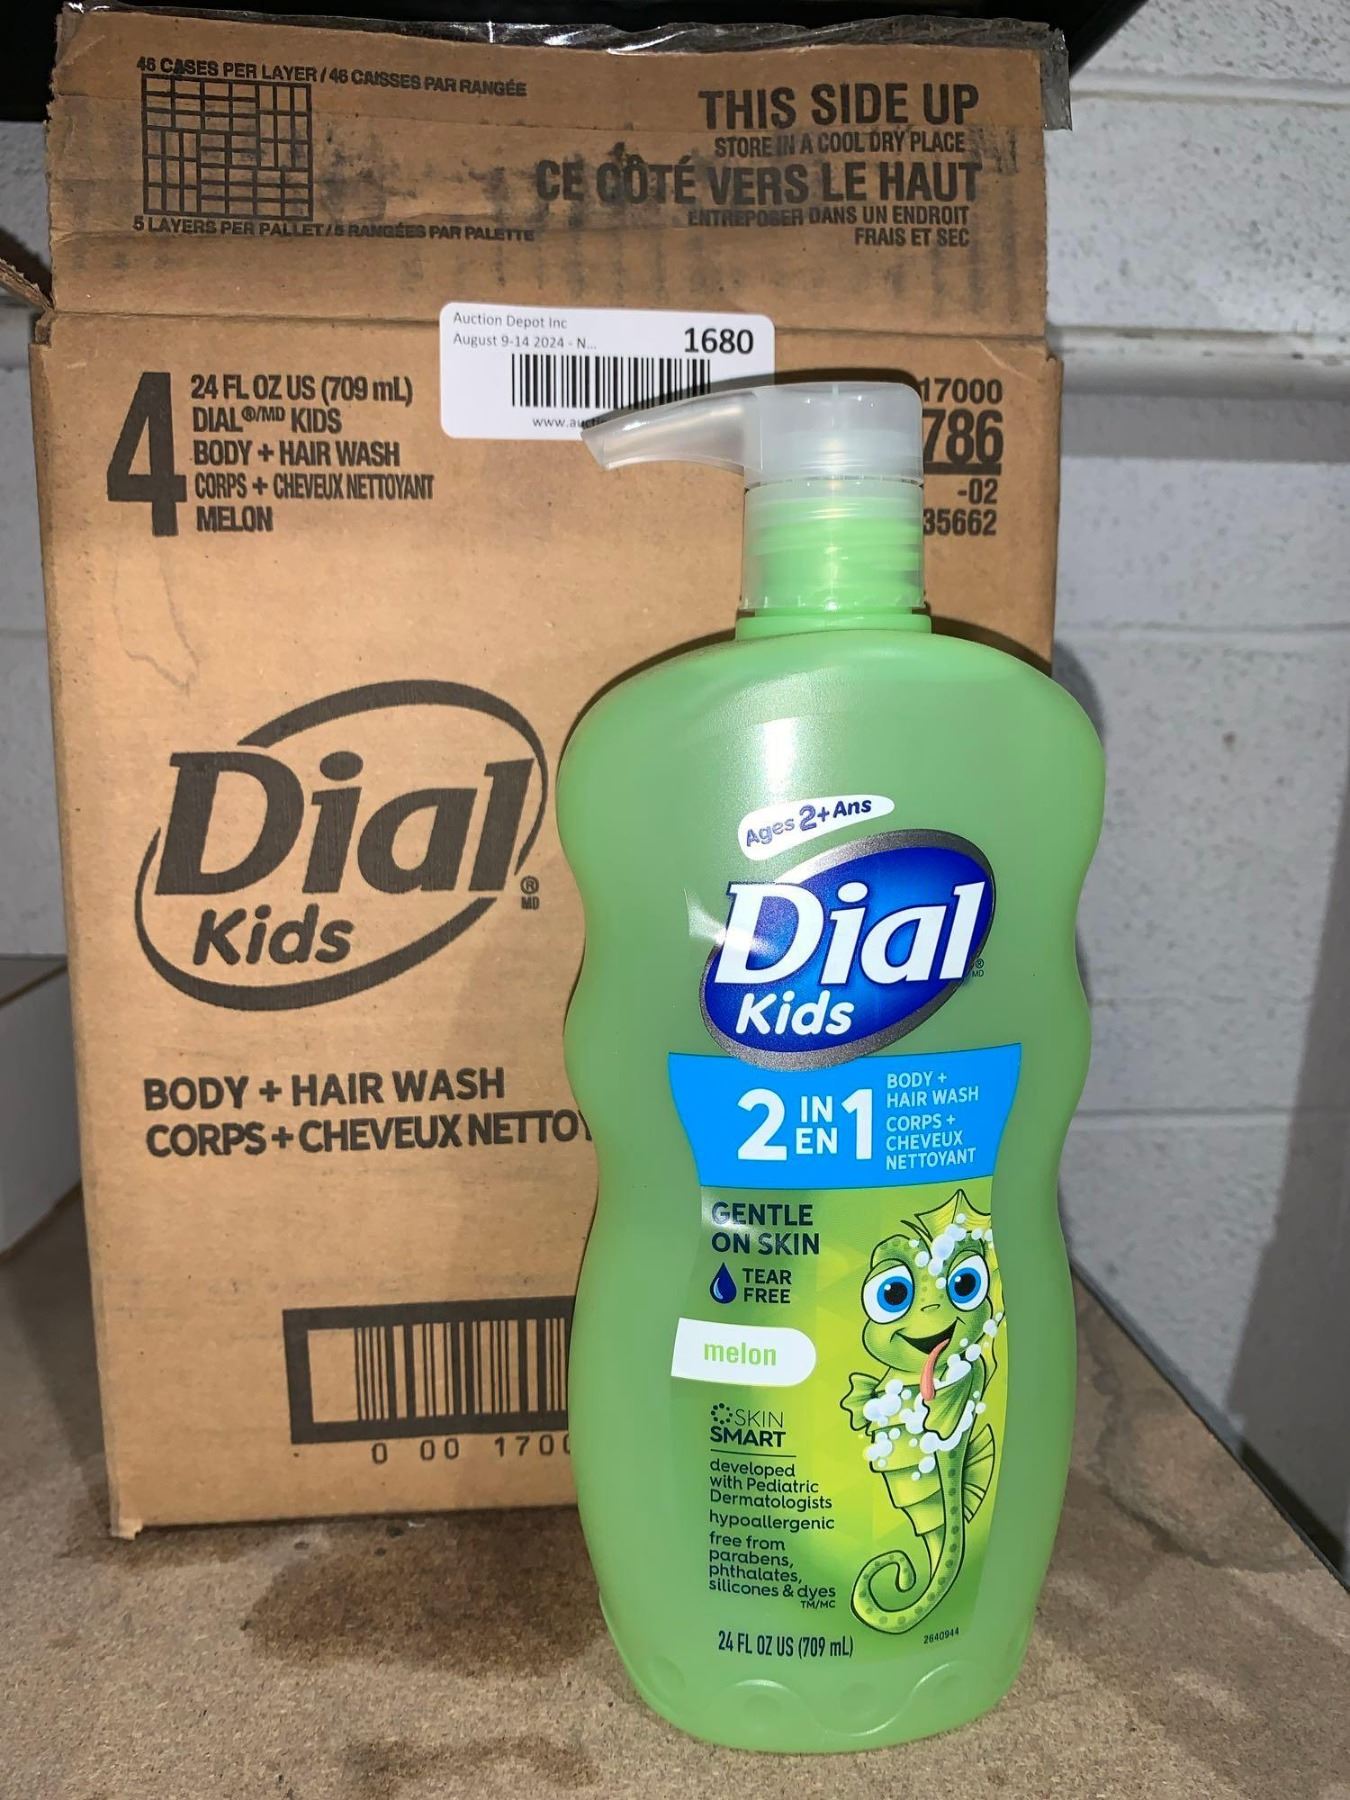 46 CASES PER LAYER / 46 CAISSES PAR RANGÉE
5 LAYERS PER PALLET / 5 RANGÉES PAR PALETTE
THIS SIDE UP
STORE IN A COOL DRY PLACE
CE CÔTÉ VERS LE HAUT
ENTREPOSER DANS UN ENDROIT
FRAIS ET SEC
Auction Depot Inc
August 9-14 2024 - N...
1680
4
24 FL OZ US (709 mL)
DIAL®/MD KIDS
BODY + HAIR WASH
CORPS + CHEVEUX NETTOYANT
MELON
17000
786
-02
35662
Dial
® MD
Kids
BODY + HAIR WASH
CORPS + CHEVEUX
0 00 170
Ages 2+ Ans
Dial
® MD
Kids
2 IN EN 1
BODY +
HAIR WASH
CORPS +
CHEVEUX
NETTOYANT
GENTLE
ON SKIN
TEAR
FREE
melon
SKIN
SMART
developed
with Pediatric
Dermatologists
hypoallergenic
free from
parabens,
phthalates,
silicones & dyes
TM/MC
24 FL OZ US (709 mL)
2640944